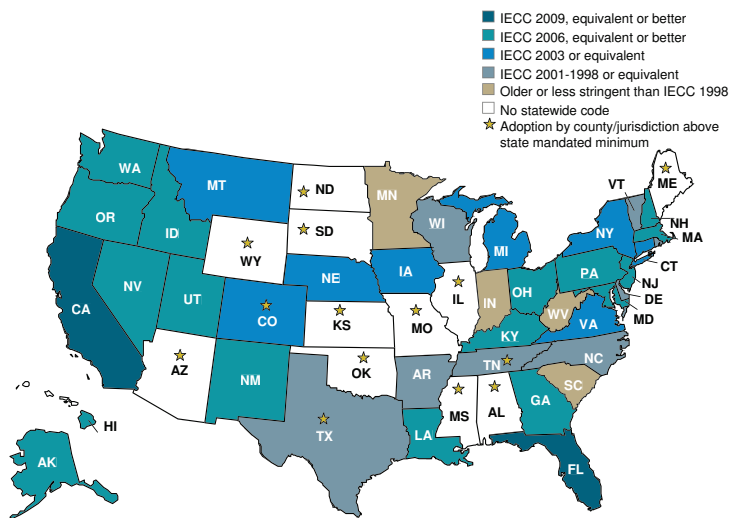 IECC 2009, equivalent or better
IECC 2006, equivalent or better
IECC 2003 or equivalent
IECC 2001-1998 or equivalent
Older or less stringent than IECC 1998
No statewide code
Adoption by county/jurisdiction above
state mandated minimum
WA
MT
ND
MN
VT
ME
OR
ID
SD
WI
NY
NH
MA
WY
MI
CT
NV
NE
IA
PA
NJ
CA
UT
CO
IL
IN
OH
DE
MD
KS
MO
KY
WV
VA
AZ
NM
OK
AR
TN
NC
SC
MS
AL
GA
HI
TX
LA
AK
FL